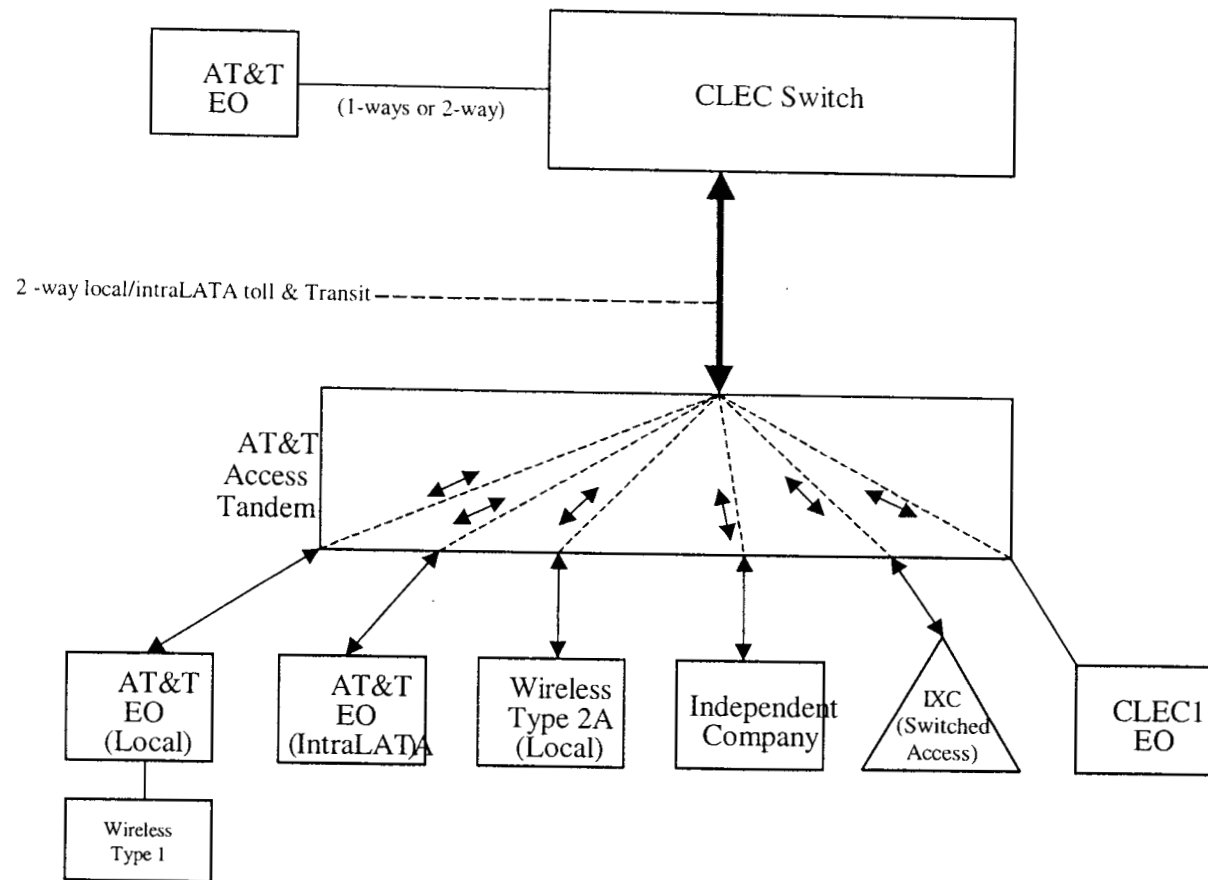 AT&T
EO
(1-ways or 2-way)
CLEC Switch
2 -way local/intraLATA toll & Transit
AT&T
Access
Tandem
AT&T
EO
(Local)
AT&T
EO
(IntraLAT)A
Wireless
Type 2A
(Local)
Independent
Company
IXC
(Switched
Access)
CLEC1
EO
Wireless
Type 1